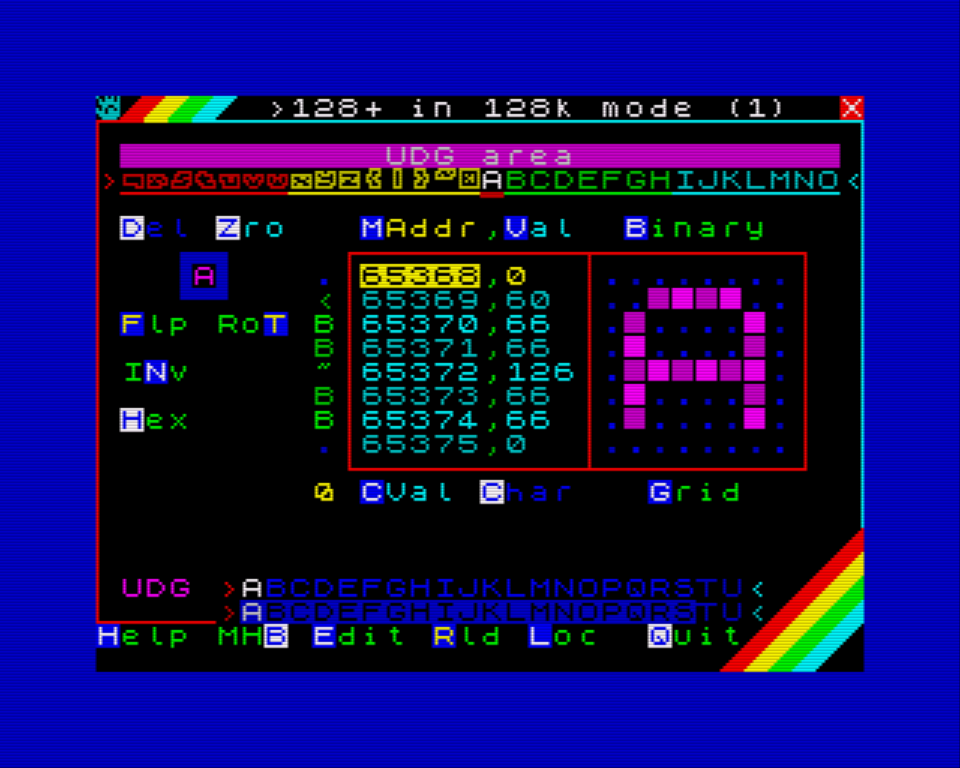 >128+ in 128k mode (1) X
UDG area
> ABCDEFGHIJKLMNO <
Del Zro MAddr,Val Binary
A . 65368,0
< 65369,60
Flp RoT B 65370,66
B 65371,66
INv ~ 65372,126
B 65373,66
Hex B 65374,66
. 65375,0
0 CVal Char Grid
UDG >ABCDEFGHIJKLMNOPQRSTU<
>ABCDEFGHIJKLMNOPQRSTU<
Help MHB Edit Rld Loc Quit